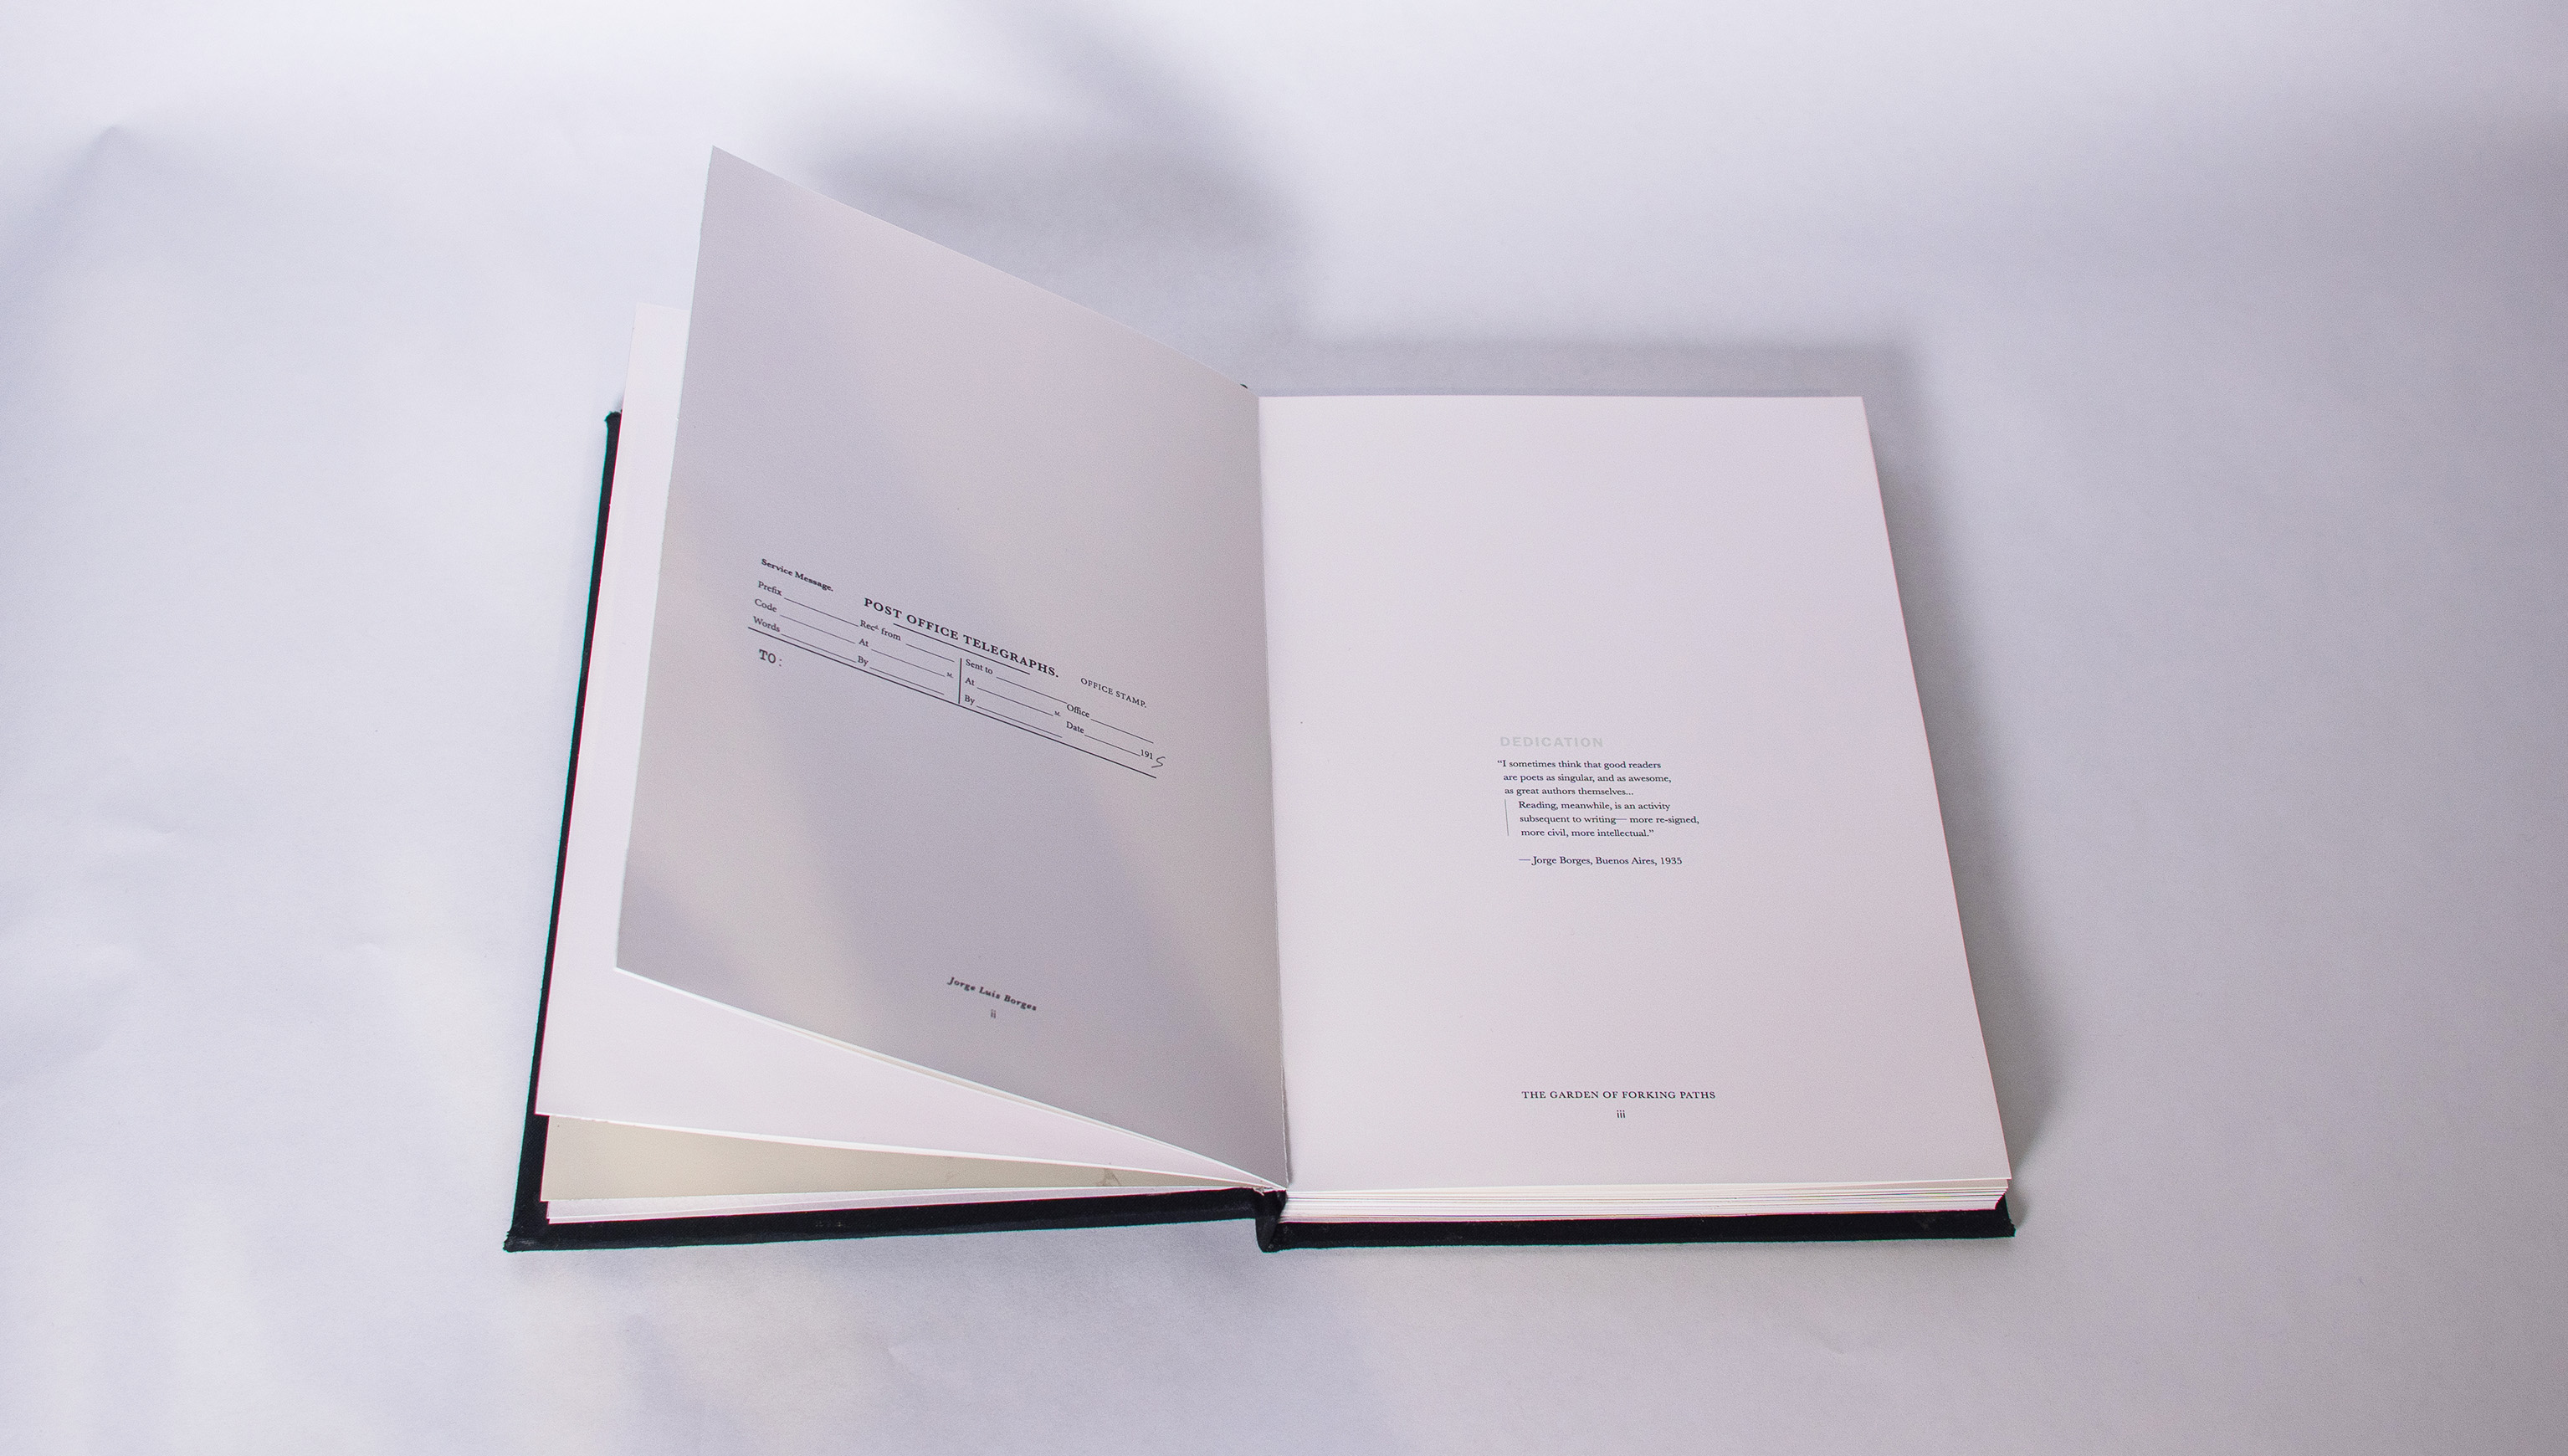 Service Message.
POST OFFICE TELEGRAPHS.
Prefix
Code
Words
Recd. from
At
M.
By
Sent to
At
M.
By
OFFICE STAMP.
Office
Date 1915
TO:
Jorge Luis Borges
ii
DEDICATION
“I sometimes think that good readers
are poets as singular, and as awesome,
as great authors themselves...
Reading, meanwhile, is an activity
subsequent to writing— more re-signed,
more civil, more intellectual.”
— Jorge Borges, Buenos Aires, 1935
THE GARDEN OF FORKING PATHS
iii